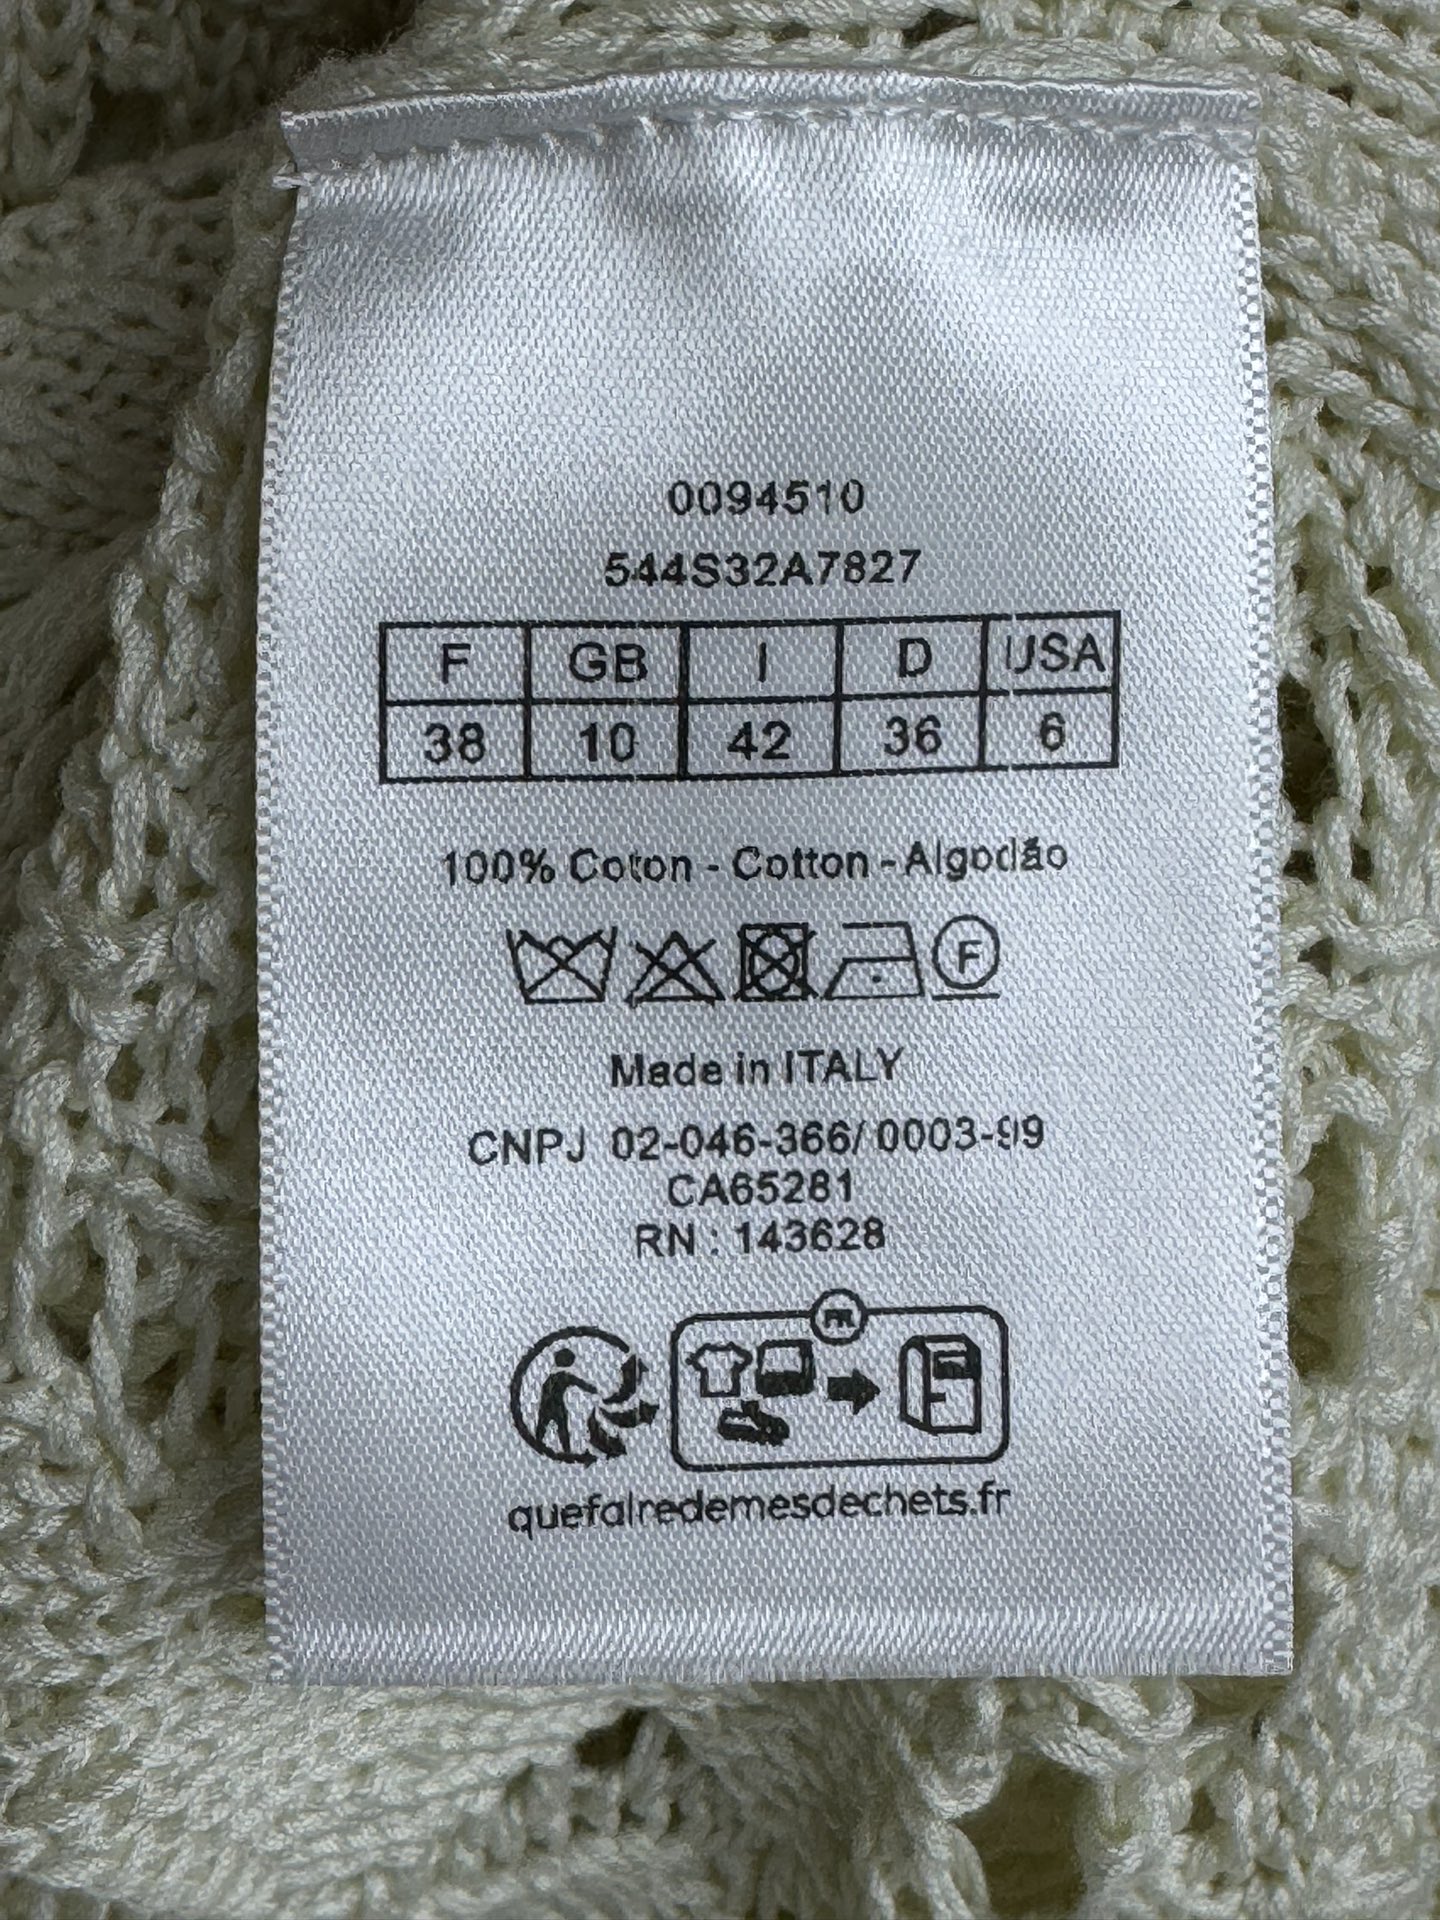 0094510
544S32A7827
F GB I D USA
38 10 42 36 6
100% Coton - Cotton - Algodão
F
Made in ITALY
CNPJ 02-046-366/ 0003-99
CA65281
RN : 143628
FR
quefairedemesdechets.fr